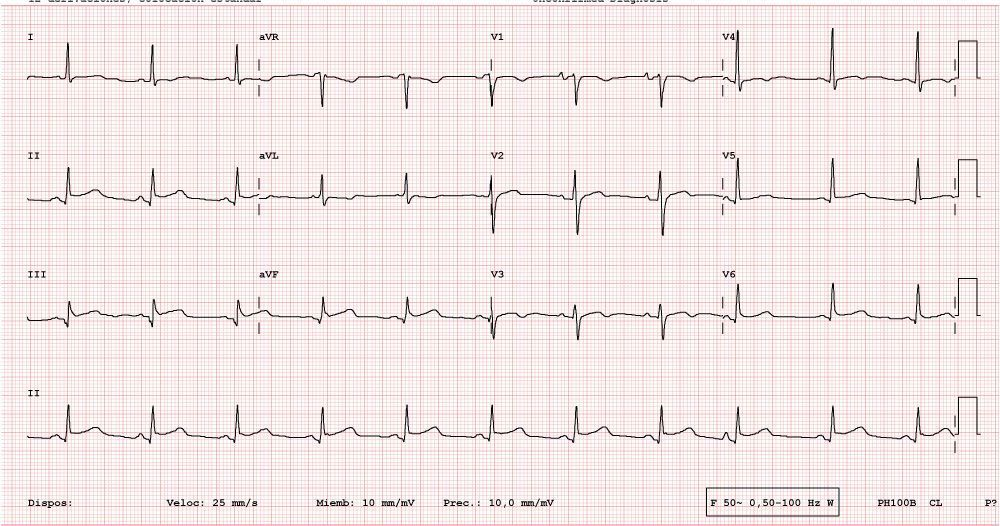 I aVR V1 V4
II aVL V2 V5
III aVF V3 V6
II
Dispos: Veloc: 25 mm/s Miemb: 10 mm/mV Prec.: 10,0 mm/mV F 50~ 0,50-100 Hz W PH100B CL P?